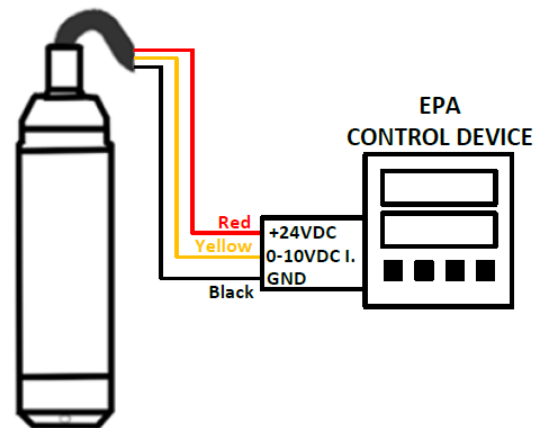 EPA
CONTROL DEVICE
Red
+24VDC
Yellow
0-10VDC I.
GND
Black